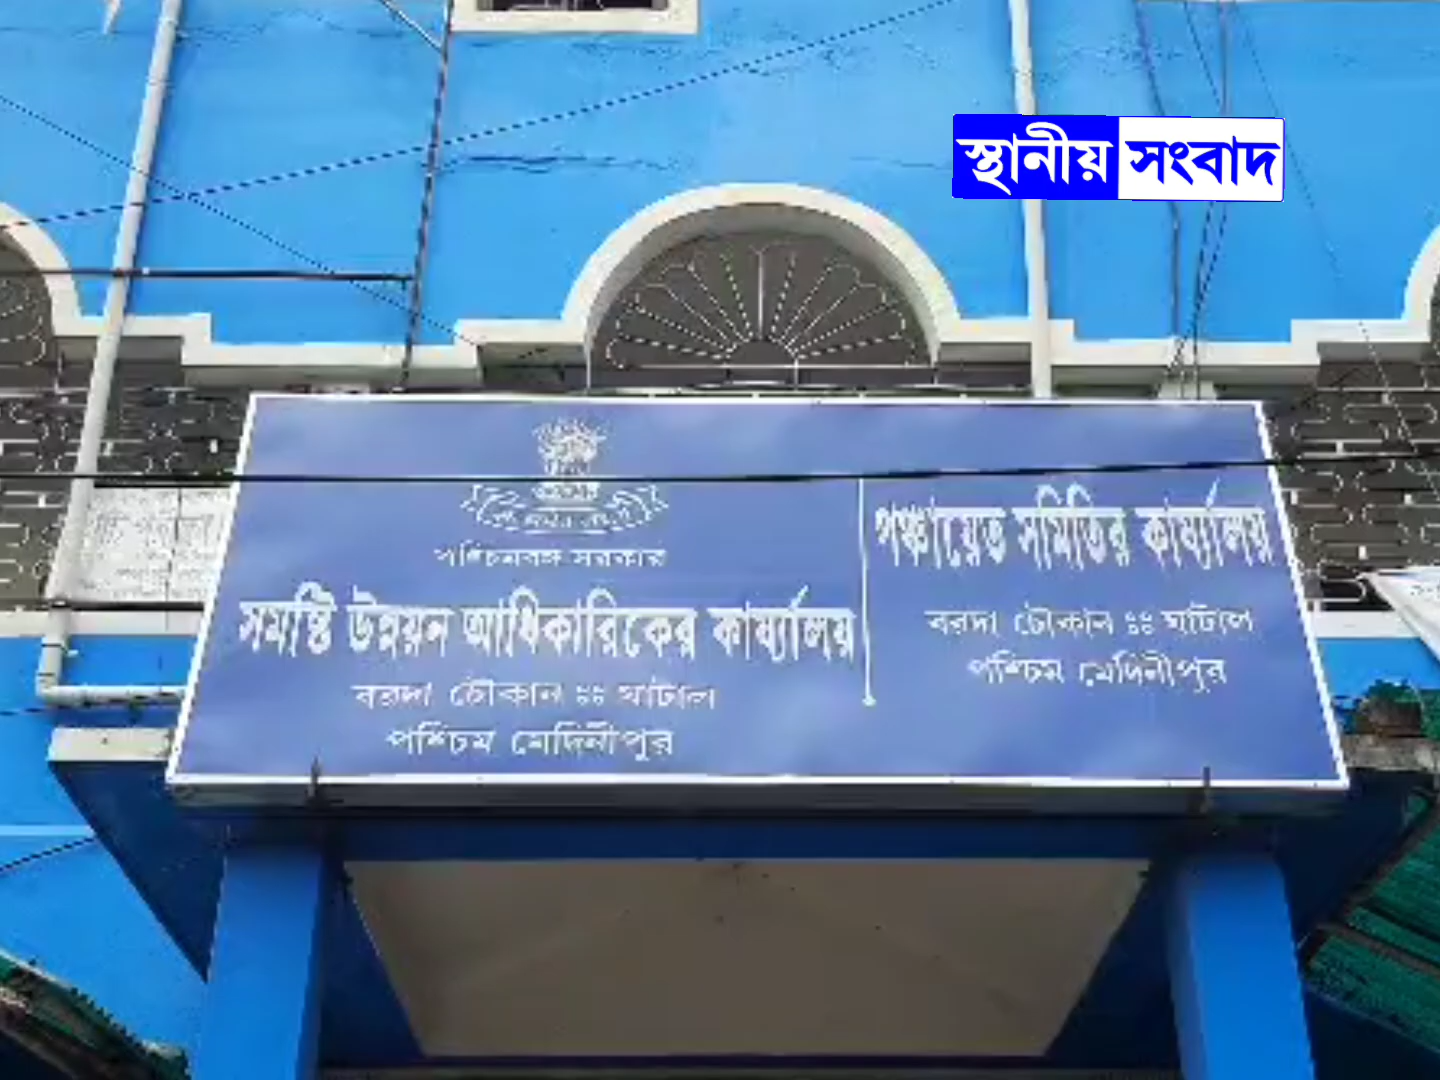 স্থানীয় সংবাদ
পশ্চিমবঙ্গ সরকার
সমষ্টি উন্নয়ন আধিকারিকের কার্য্যালয়
বরদা চৌকান ঃঃ ঘাটাল
পশ্চিম মেদিনীপুর
পঞ্চায়েত সমিতির কার্য্যালয়
বরদা চৌকান ঃঃ ঘাটাল
পশ্চিম মেদিনীপুর